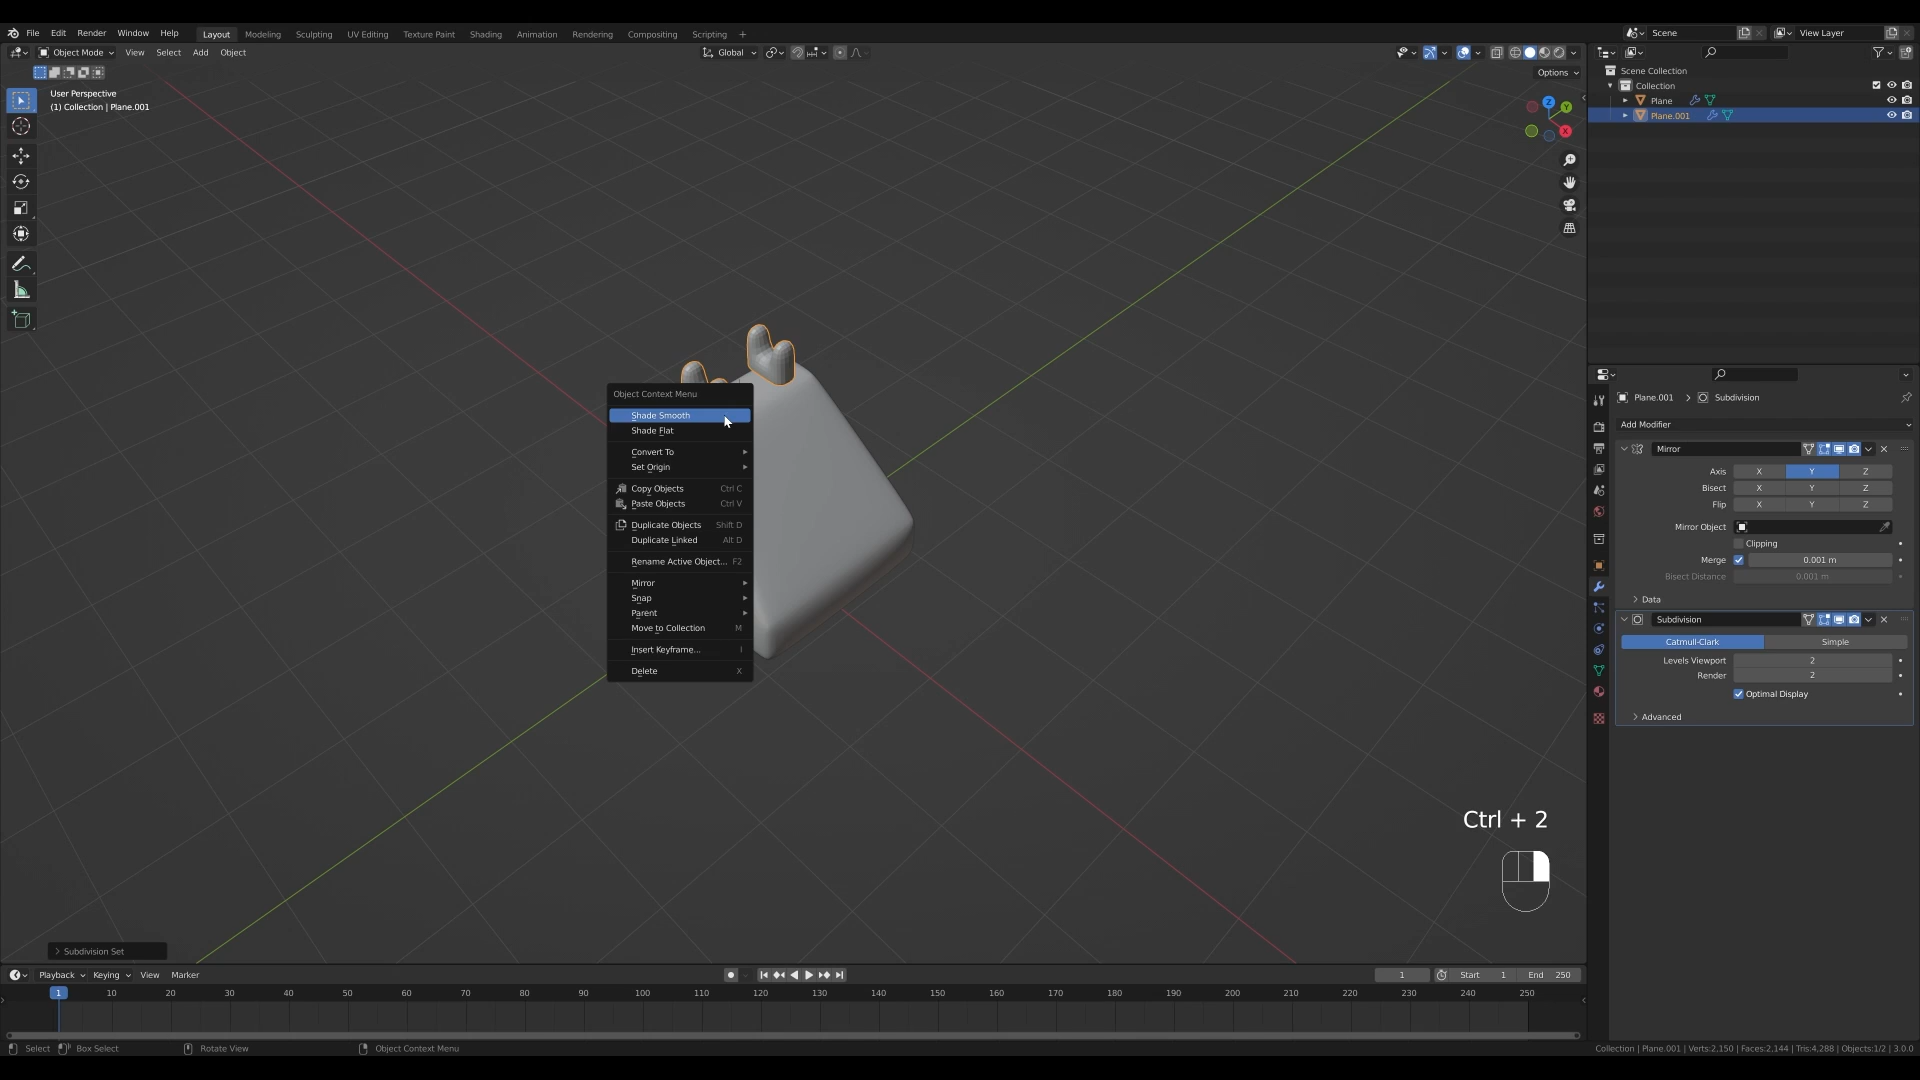 File Edit Render Window Help Layout Modeling Sculpting UV Editing Texture Paint Shading Animation Rendering Compositing Scripting + Scene View Layer
Object Mode View Select Add Object Global
Options
User Perspective
(1) Collection | Plane.001
Z
Y
X
Scene Collection
Collection
Plane
Plane.001
Object Context Menu
Shade Smooth
Shade Flat
Convert To
Set Origin
Copy Objects Ctrl C
Paste Objects Ctrl V
Duplicate Objects Shift D
Duplicate Linked Alt D
Rename Active Object... F2
Mirror
Snap
Parent
Move to Collection M
Insert Keyframe... I
Delete X
Plane.001 > Subdivision
Add Modifier
Mirror
Axis X Y Z
Bisect X Y Z
Flip X Y Z
Mirror Object
Clipping
Merge 0.001 m
Bisect Distance 0.001 m
Data
Subdivision
Catmull-Clark Simple
Levels Viewport 2
Render 2
Optimal Display
Advanced
Ctrl + 2
Subdivision Set
Playback Keying View Marker 1 Start 1 End 250
1 10 20 30 40 50 60 70 80 90 100 110 120 130 140 150 160 170 180 190 200 210 220 230 240 250
Select Box Select Rotate View Object Context Menu Collection | Plane.001 | Verts:2,150 | Faces:2,144 | Tris:4,288 | Objects:1/2 | 3.0.0